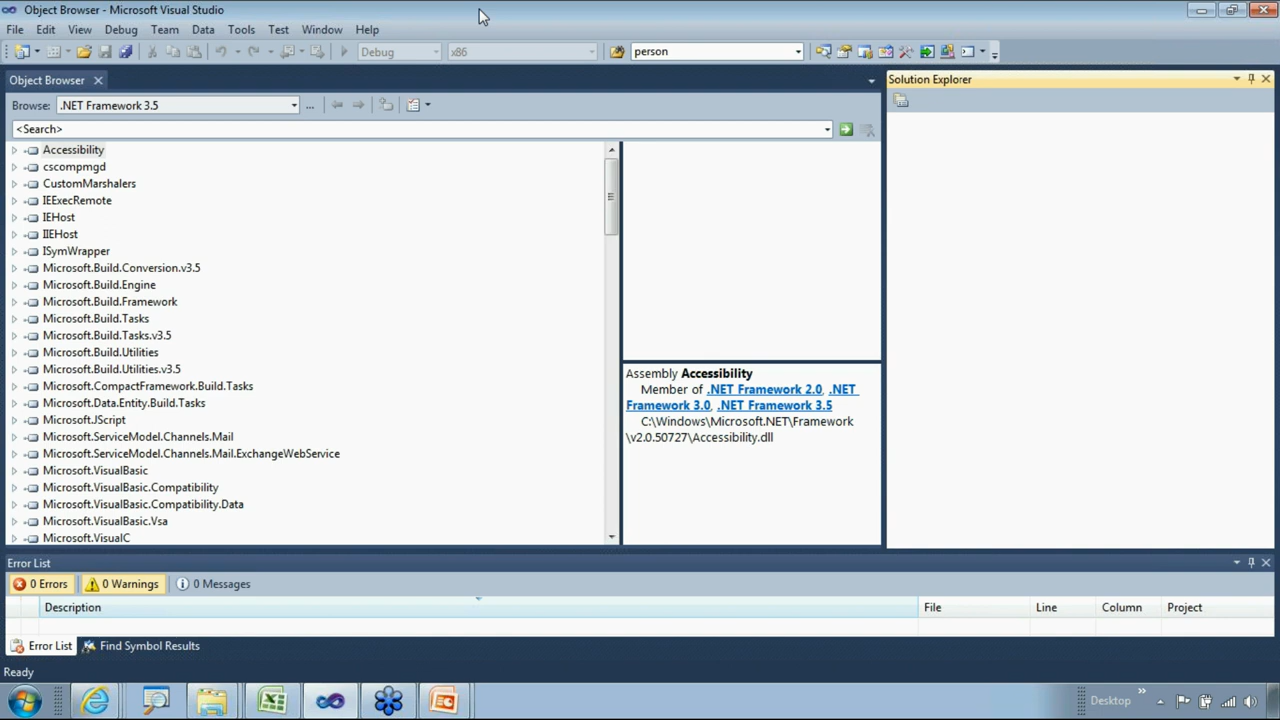 Object Browser - Microsoft Visual Studio
File Edit View Debug Team Data Tools Test Window Help
Debug x86 person
Object Browser
Solution Explorer
Browse: .NET Framework 3.5 ...
<Search>
Accessibility
cscompmgd
CustomMarshalers
IEExecRemote
IEHost
IIEHost
ISymWrapper
Microsoft.Build.Conversion.v3.5
Microsoft.Build.Engine
Microsoft.Build.Framework
Microsoft.Build.Tasks
Microsoft.Build.Tasks.v3.5
Microsoft.Build.Utilities
Microsoft.Build.Utilities.v3.5
Microsoft.CompactFramework.Build.Tasks
Microsoft.Data.Entity.Build.Tasks
Microsoft.JScript
Microsoft.ServiceModel.Channels.Mail
Microsoft.ServiceModel.Channels.Mail.ExchangeWebService
Microsoft.VisualBasic
Microsoft.VisualBasic.Compatibility
Microsoft.VisualBasic.Compatibility.Data
Microsoft.VisualBasic.Vsa
Microsoft.VisualC
Assembly Accessibility
Member of .NET Framework 2.0, .NET
Framework 3.0, .NET Framework 3.5
C:\Windows\Microsoft.NET\Framework
\v2.0.50727\Accessibility.dll
Error List
0 Errors 0 Warnings 0 Messages
Description File Line Column Project
Error List Find Symbol Results
Ready
Desktop